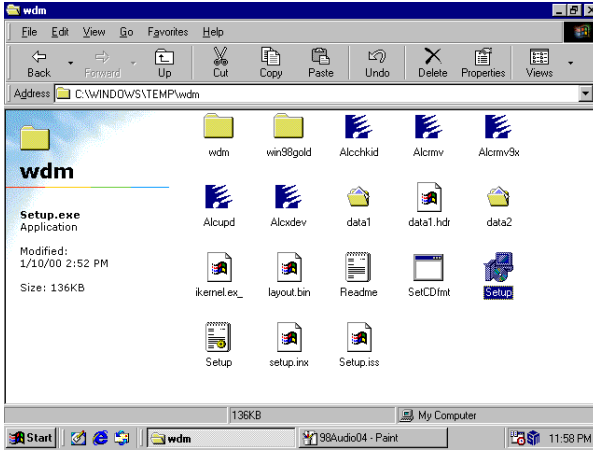 wdm
File Edit View Go Favorites Help
Back Forward Up Cut Copy Paste Undo Delete Properties Views
Address C:\WINDOWS\TEMP\wdm
wdm
Setup.exe
Application
Modified:
1/10/00 2:52 PM
Size: 136KB
wdm win98gold Alcchkid Alcrmv Alcrmv9x
Alcupd Alcxdev data1 data1.hdr data2
ikernel.ex_ layout.bin Readme SetCDfmt Setup
Setup setup.inx Setup.iss
136KB My Computer
Start wdm 98Audio04 - Paint 11:58 PM